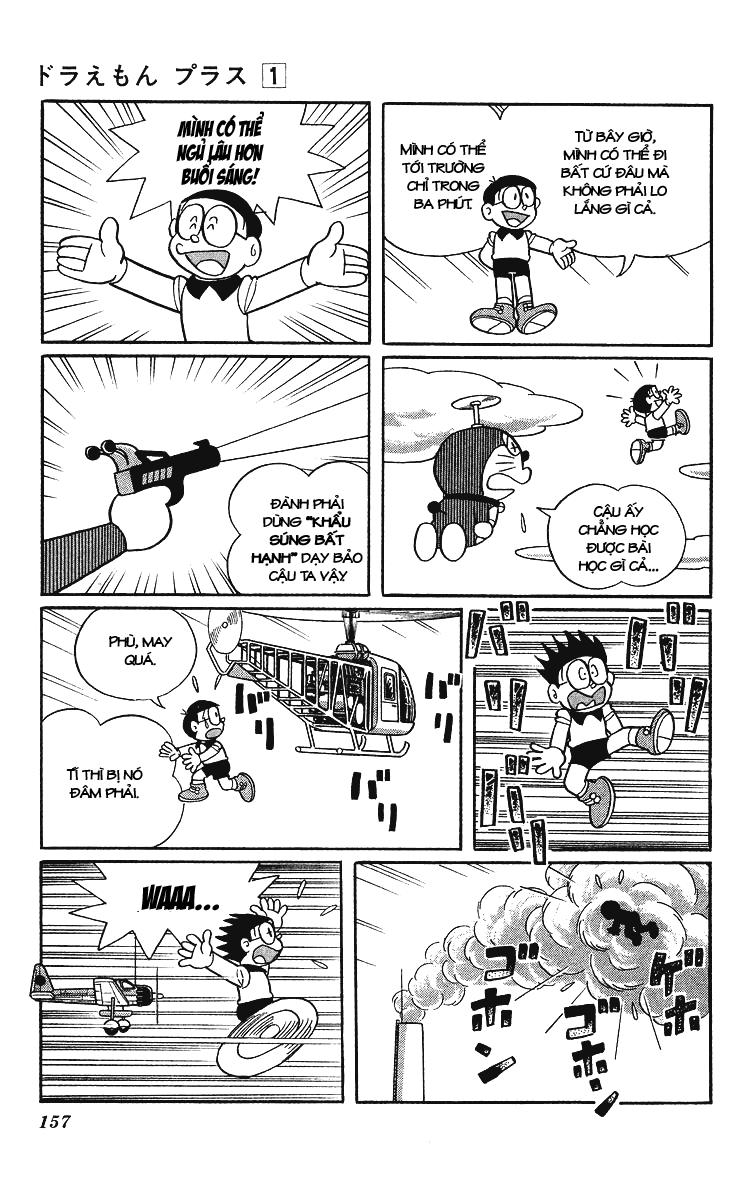 ドラえもん プラス 1
TỪ BÂY GIỜ,
MÌNH CÓ THỂ ĐI
BẤT CỨ ĐÂU MÀ
KHÔNG PHẢI LO
LẮNG GÌ CẢ.
MÌNH CÓ THỂ
TỚI TRƯỜNG
CHỈ TRONG
BA PHÚT.
MÌNH CÓ THỂ
NGỦ LÂU HƠN
BUỔI SÁNG!
CẬU ẤY
CHẲNG HỌC
ĐƯỢC BÀI
HỌC GÌ CẢ...
ĐÀNH PHẢI
DÙNG "KHẨU
SÚNG BẤT
HẠNH" DẠY BẢO
CẬU TA VẬY
PHÙ, MAY
QUÁ.
TÍ THÌ BỊ NÓ
ĐÂM PHẢI.
ゲホ
ゴホ
ゴホ
WAAA...
157